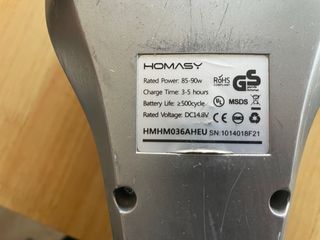 HOMASY
Rated Power: 85-90w
Charge Time: 3-5 hours
Battery Life: ≥500cycle
Rated Voltage: DC14.8V
HMHM036AHEU SN:1014018F21
RoHS
GS
UL MSDS